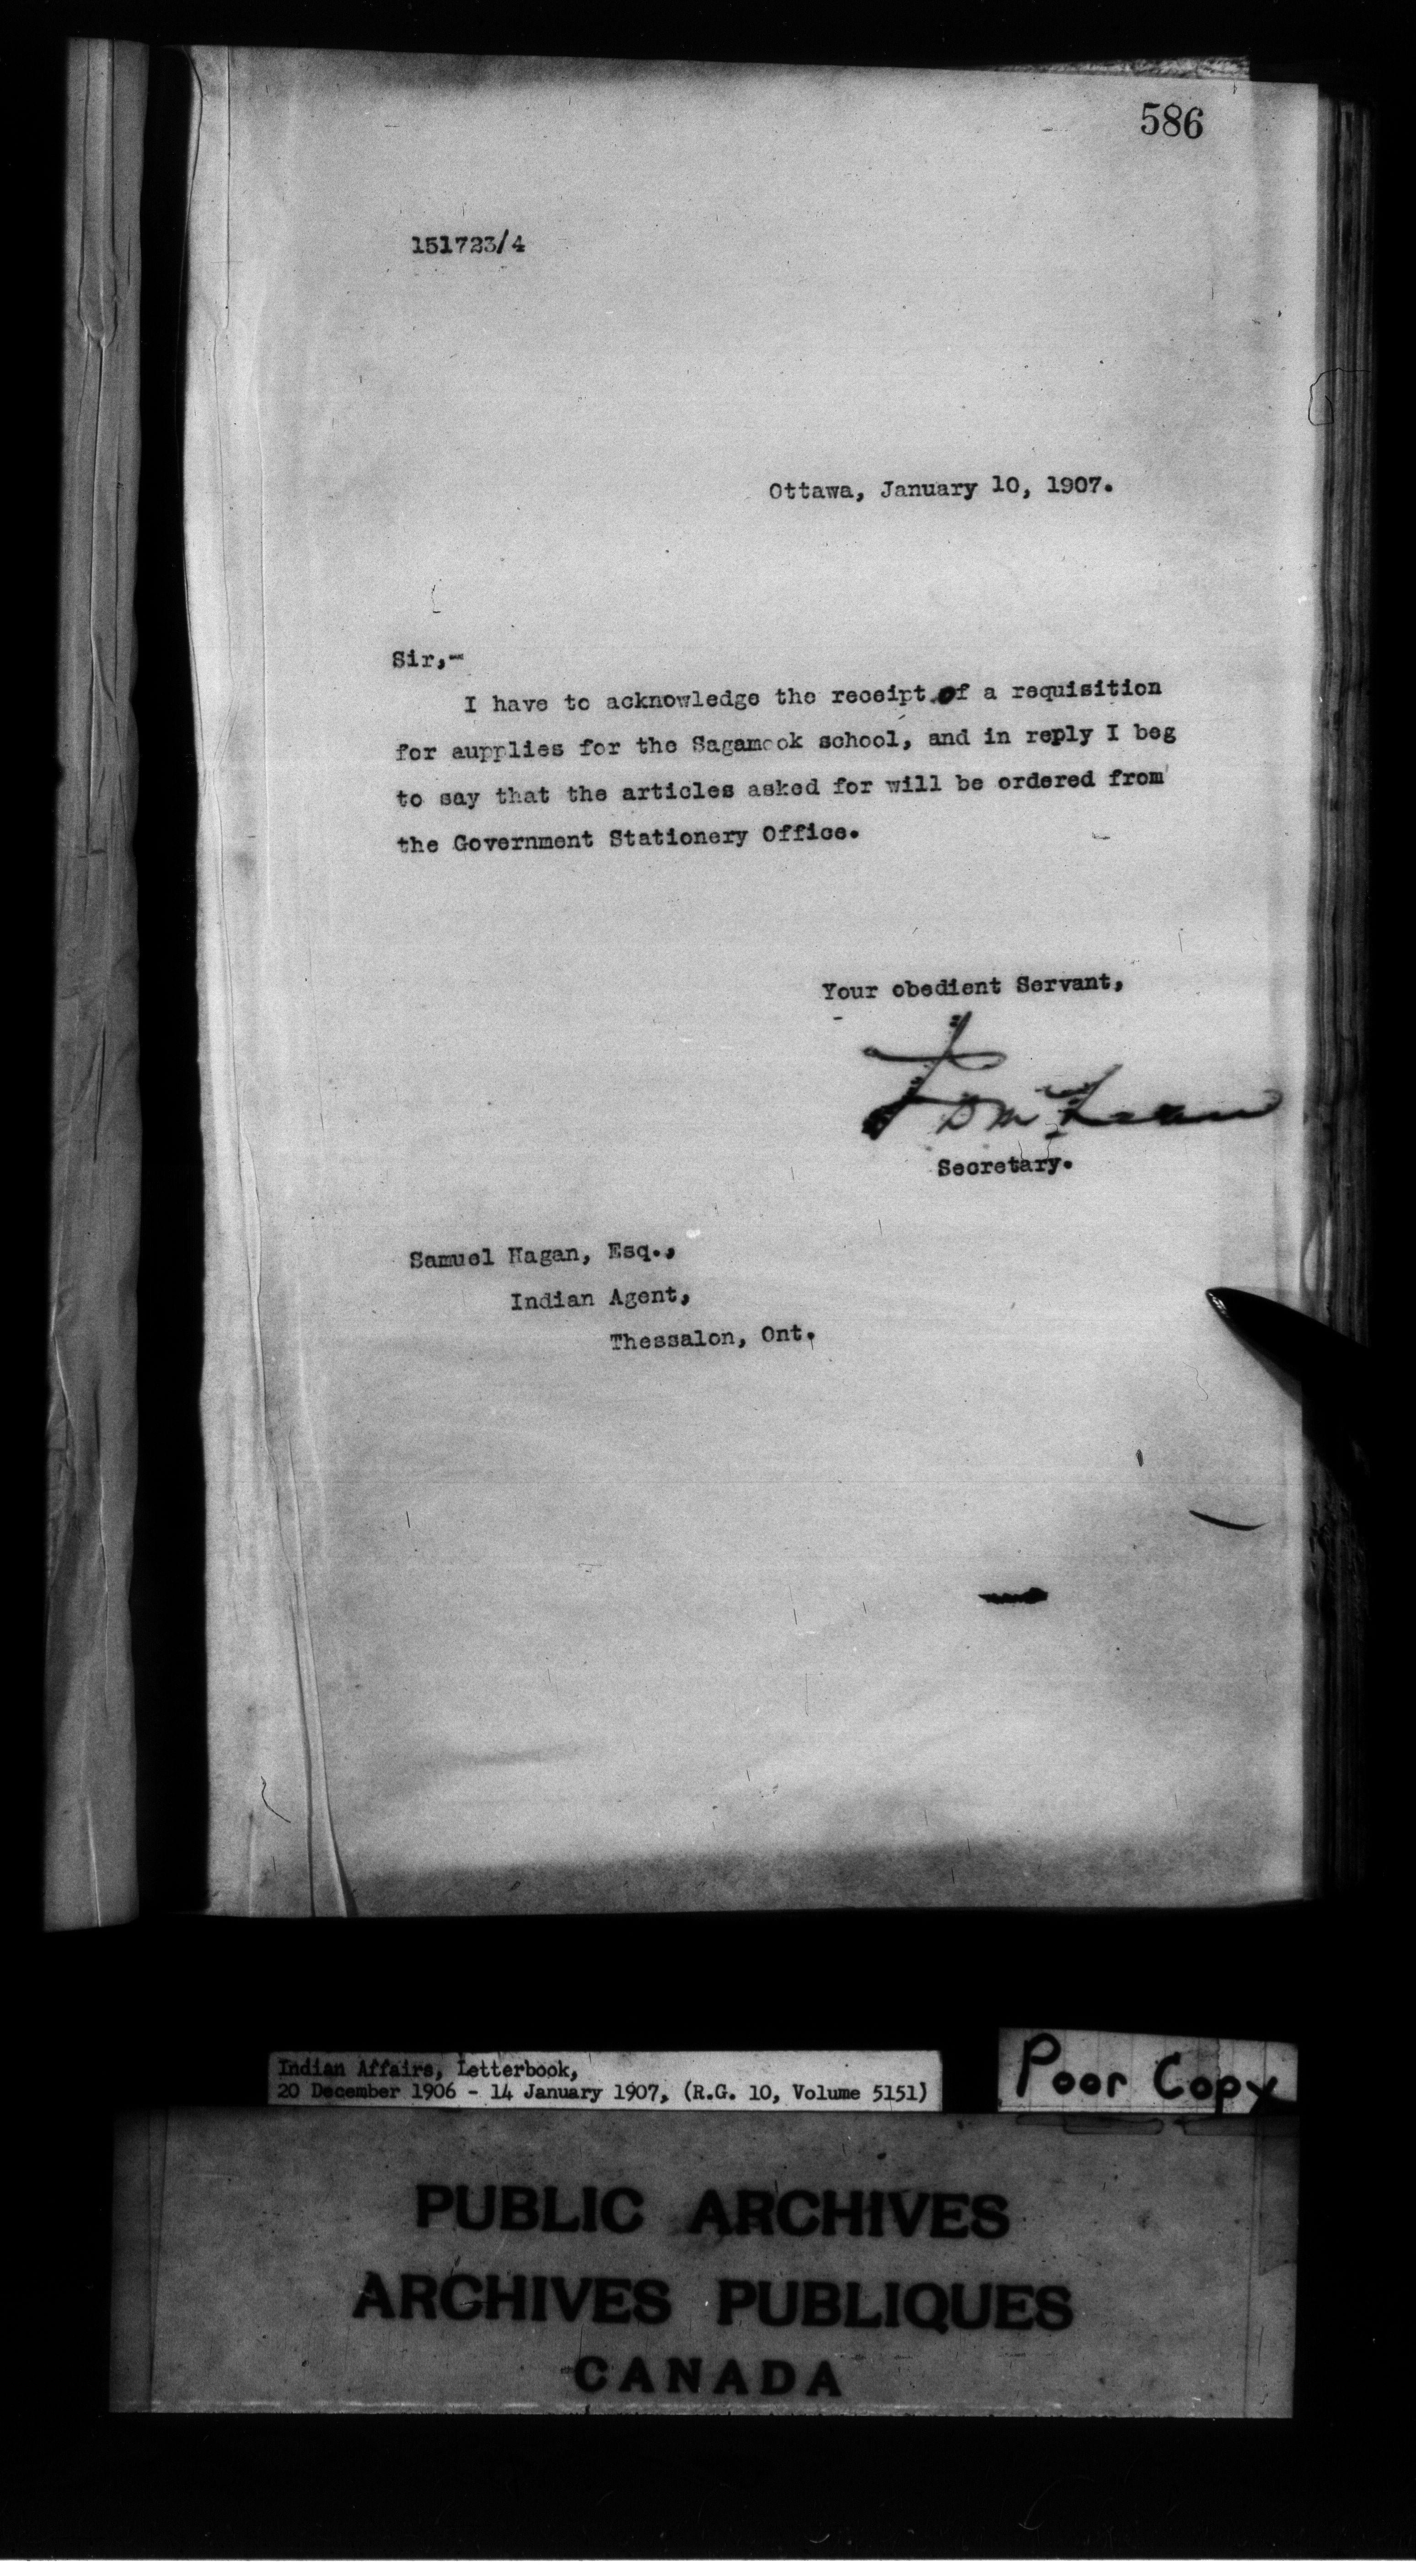 586
151723/4
Ottawa, January 10, 1907.
Sir,-
I have to acknowledge the receipt of a requisition
for aupplies for the Sagamook school, and in reply I beg
to say that the articles asked for will be ordered from
the Government Stationery Office.
Your obedient Servant,
Secretary.
Samuel Hagan, Esq.,
Indian Agent,
Thessalon, Ont.
Indian Affairs, Letterbook,
20 December 1906 - 14 January 1907, (R.G. 10, Volume 5151)
Poor Copy
PUBLIC ARCHIVES
ARCHIVES PUBLIQUES
CANADA